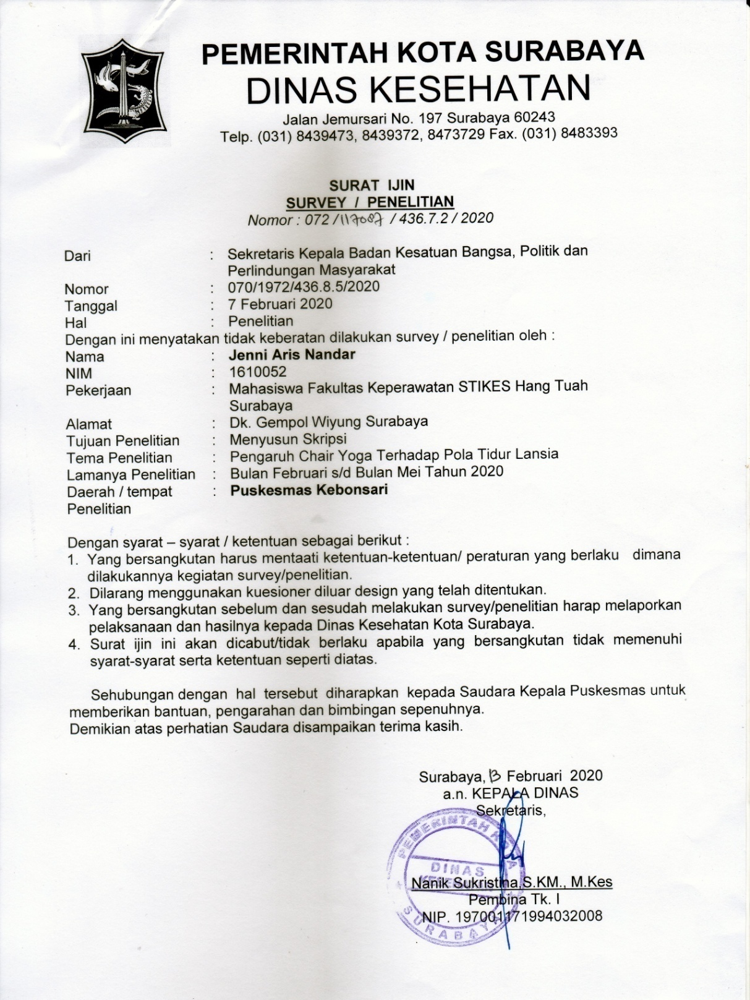 PEMERINTAH KOTA SURABAYA
DINAS KESEHATAN
Jalan Jemursari No. 197 Surabaya 60243
Telp. (031) 8439473, 8439372, 8473729 Fax. (031) 8483393
SURAT IJIN
SURVEY / PENELITIAN
Nomor : 072 /117087 / 436.7.2 / 2020
Dari : Sekretaris Kepala Badan Kesatuan Bangsa, Politik dan
Perlindungan Masyarakat
Nomor : 070/1972/436.8.5/2020
Tanggal : 7 Februari 2020
Hal : Penelitian
Dengan ini menyatakan tidak keberatan dilakukan survey / penelitian oleh :
Nama : Jenni Aris Nandar
NIM : 1610052
Pekerjaan : Mahasiswa Fakultas Keperawatan STIKES Hang Tuah
Surabaya
Alamat : Dk. Gempol Wiyung Surabaya
Tujuan Penelitian : Menyusun Skripsi
Tema Penelitian : Pengaruh Chair Yoga Terhadap Pola Tidur Lansia
Lamanya Penelitian : Bulan Februari s/d Bulan Mei Tahun 2020
Daerah / tempat : Puskesmas Kebonsari
Penelitian
Dengan syarat – syarat / ketentuan sebagai berikut :
1. Yang bersangkutan harus mentaati ketentuan-ketentuan/ peraturan yang berlaku dimana
dilakukannya kegiatan survey/penelitian.
2. Dilarang menggunakan kuesioner diluar design yang telah ditentukan.
3. Yang bersangkutan sebelum dan sesudah melakukan survey/penelitian harap melaporkan
pelaksanaan dan hasilnya kepada Dinas Kesehatan Kota Surabaya.
4. Surat ijin ini akan dicabut/tidak berlaku apabila yang bersangkutan tidak memenuhi
syarat-syarat serta ketentuan seperti diatas.
Sehubungan dengan hal tersebut diharapkan kepada Saudara Kepala Puskesmas untuk
memberikan bantuan, pengarahan dan bimbingan sepenuhnya.
Demikian atas perhatian Saudara disampaikan terima kasih.
Surabaya, 13 Februari 2020
a.n. KEPALA DINAS
Sekretaris,
PEMERINTAH KOTA
DINAS
KESEHATAN
SURABAYA
Nanik Sukristina,S.KM., M.Kes
Pembina Tk. I
NIP. 197001171994032008